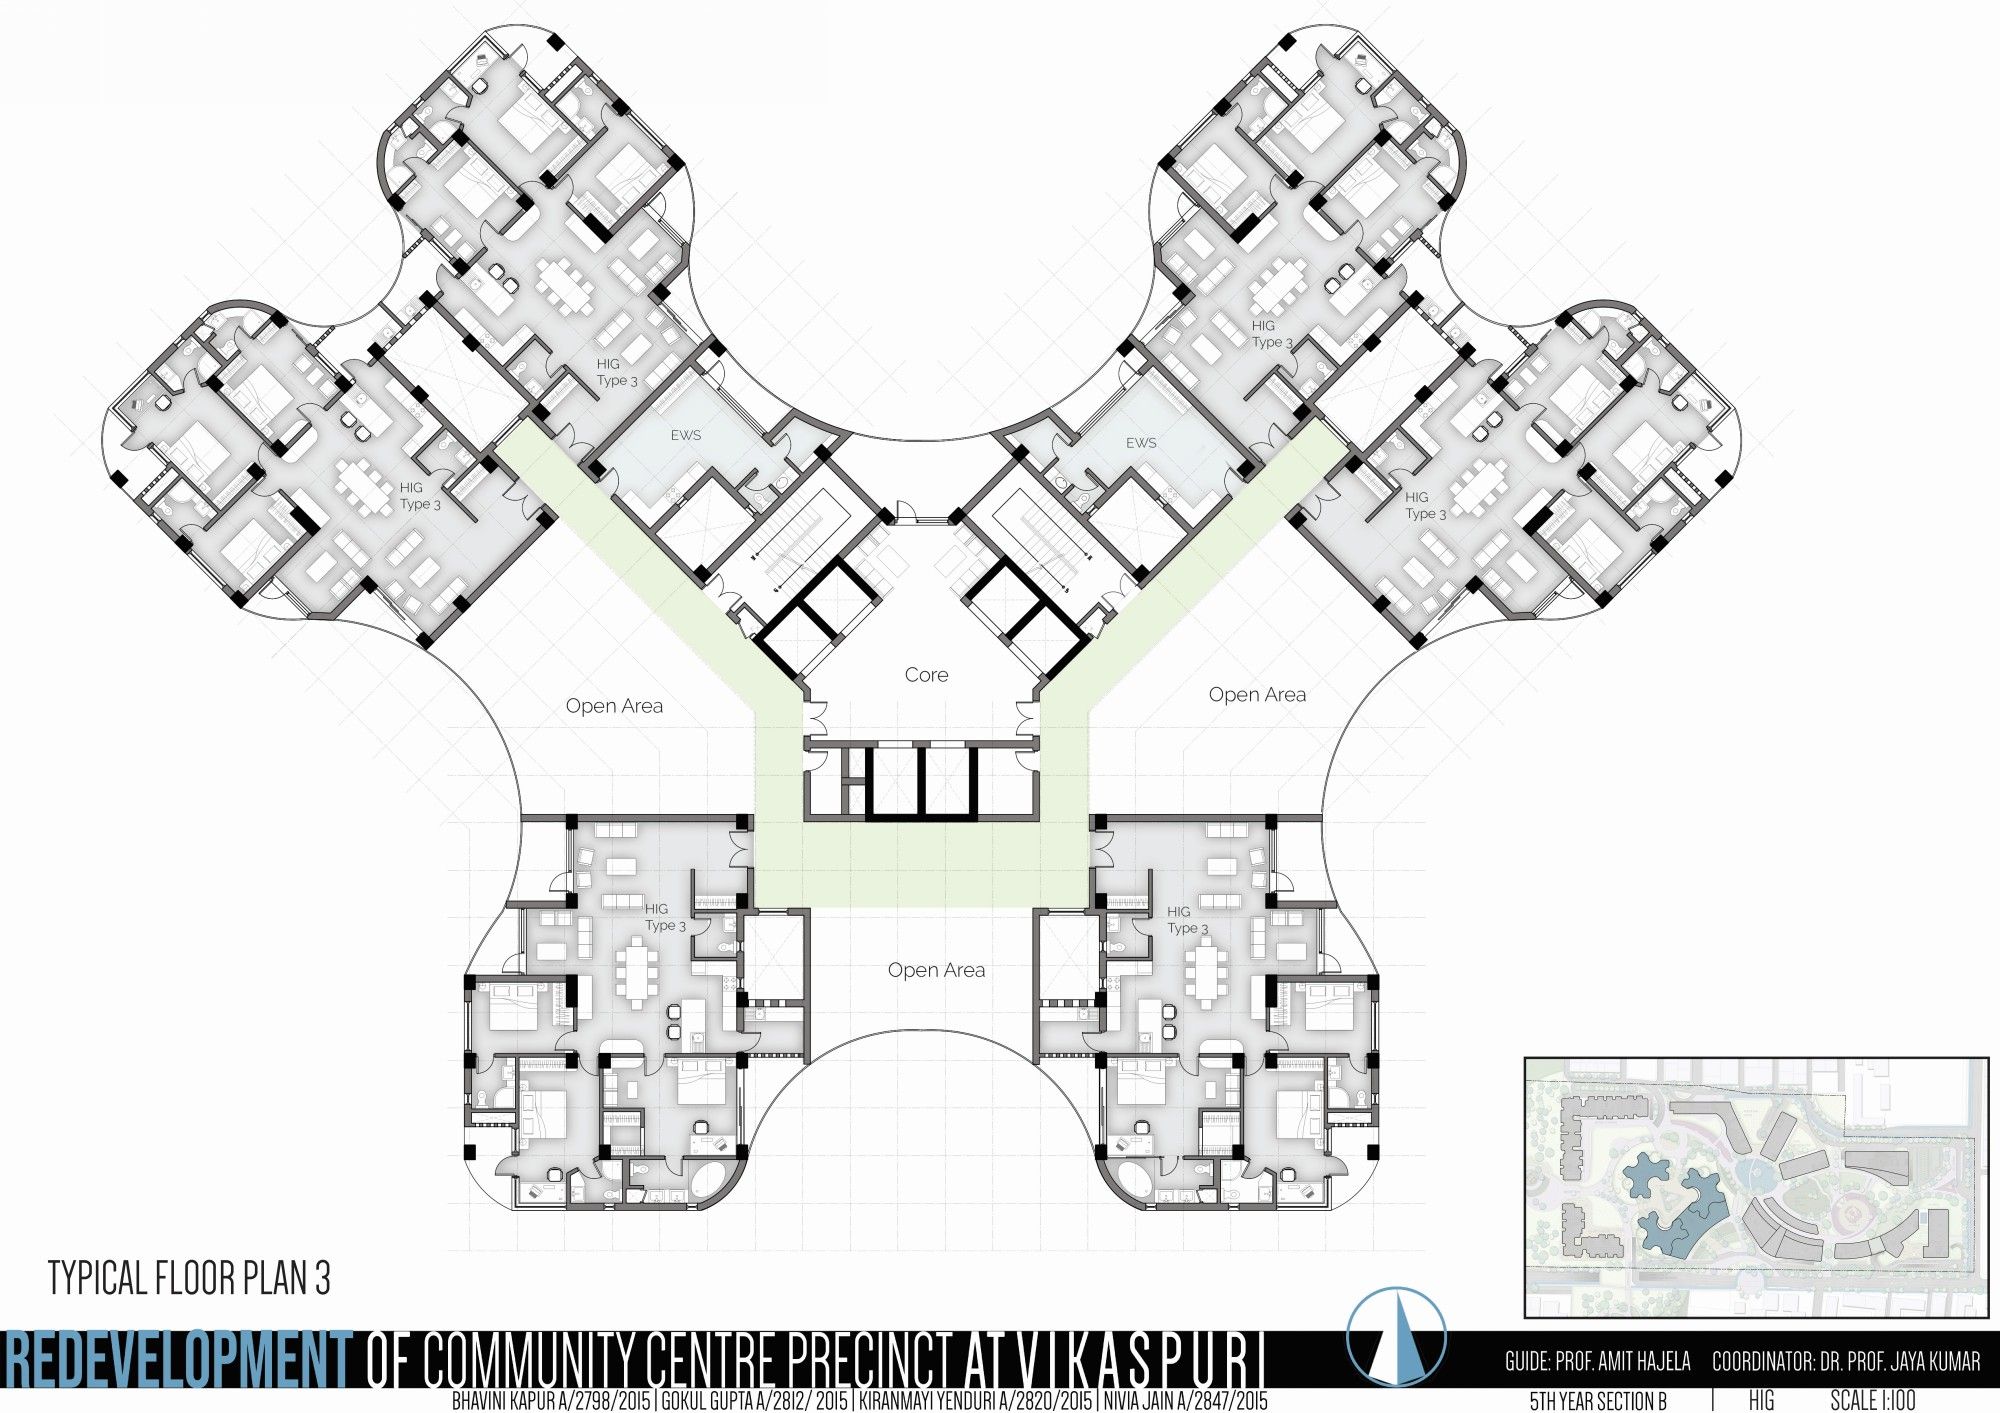 HIG
Type 3
HIG
Type 3
HIG
Type 3
HIG
Type 3
EWS
EWS
Core
Open Area
Open Area
HIG
Type 3
HIG
Type 3
Open Area
TYPICAL FLOOR PLAN 3
REDEVELOPMENT OF COMMUNITY CENTRE PRECINCT AT VIKASPURI
BHAVINI KAPUR A/2798/2015 | GOKUL GUPTA A/2812/ 2015 | KIRANMAYI YENDURI A/2820/2015 | NIVIA JAIN A/2847/2015
GUIDE: PROF. AMIT HAJELA COORDINATOR: DR. PROF. JAYA KUMAR
5TH YEAR SECTION B | HIG SCALE 1:100